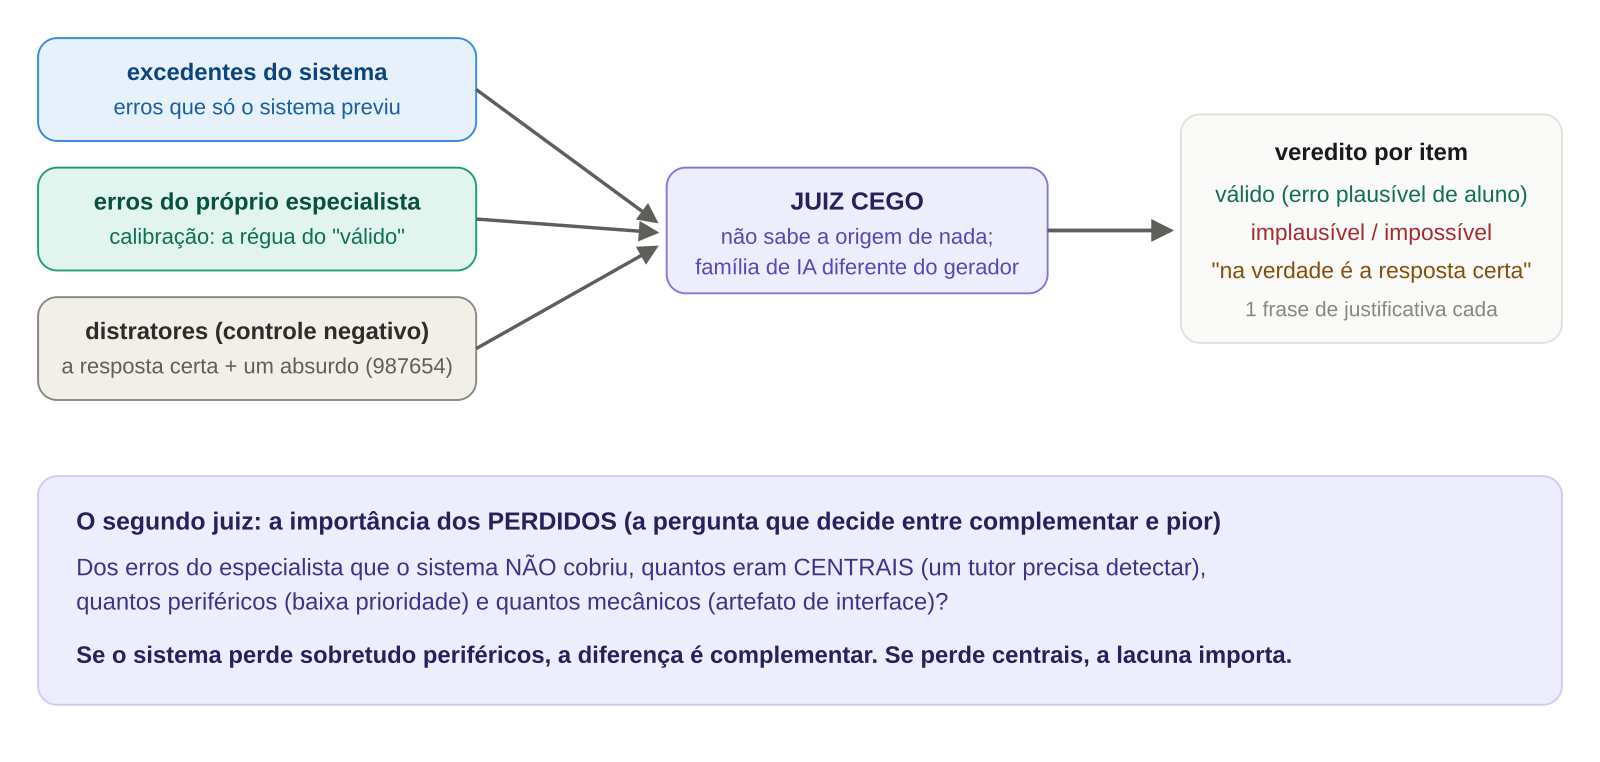 excedentes do sistema
erros que só o sistema previu
erros do próprio especialista
calibração: a régua do "válido"
distratores (controle negativo)
a resposta certa + um absurdo (987654)
JUIZ CEGO
não sabe a origem de nada;
família de IA diferente do gerador
veredito por item
válido (erro plausível de aluno)
implausível / impossível
"na verdade é a resposta certa"
1 frase de justificativa cada
O segundo juiz: a importância dos PERDIDOS (a pergunta que decide entre complementar e pior)
Dos erros do especialista que o sistema NÃO cobriu, quantos eram CENTRAIS (um tutor precisa detectar),
quantos periféricos (baixa prioridade) e quantos mecânicos (artefato de interface)?
Se o sistema perde sobretudo periféricos, a diferença é complementar. Se perde centrais, a lacuna importa.